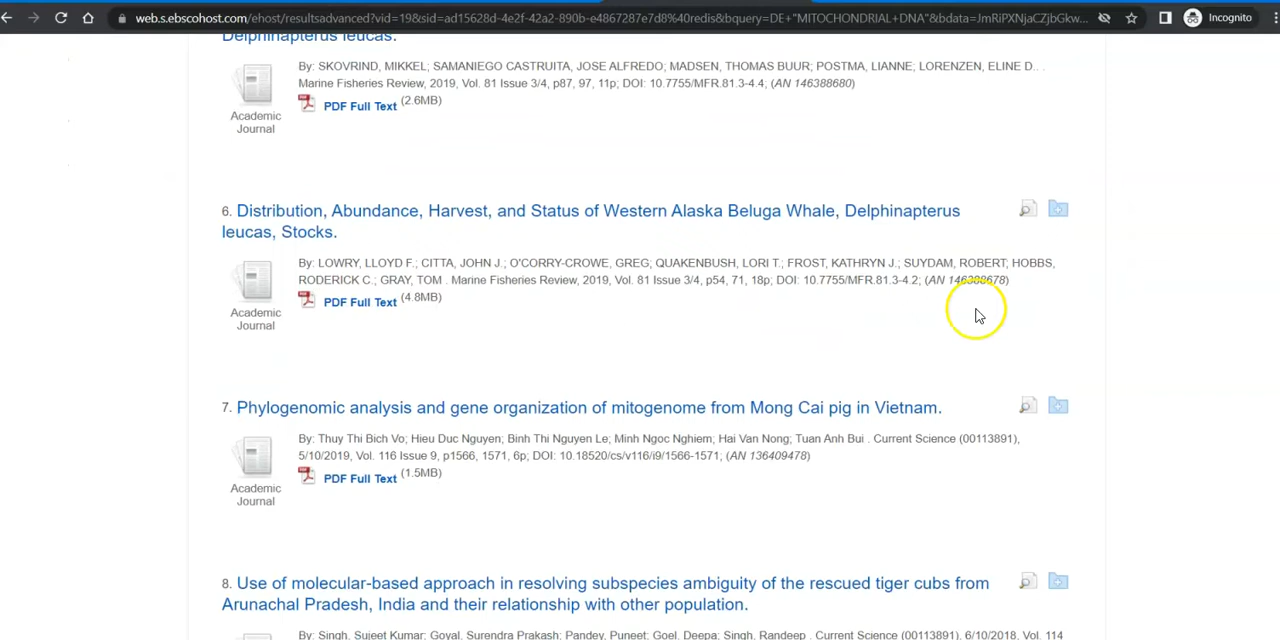 web.s.ebscohost.com/ehost/resultsadvanced?vid=19&sid=ad15628d-4e2f-42a2-890b-e4867287e7d8%40redis&bquery=DE+"MITOCHONDRIAL+DNA"&bdata=JmRiPXNjaCZjbGkw... Incognito
Delphinapterus leucas.
By: SKOVRIND, MIKKEL; SAMANIEGO CASTRUITA, JOSE ALFREDO; MADSEN, THOMAS BUUR; POSTMA, LIANNE; LORENZEN, ELINE D.. .
Marine Fisheries Review, 2019, Vol. 81 Issue 3/4, p87, 97, 11p; DOI: 10.7755/MFR.81.3-4.4; (AN 146388680)
PDF Full Text (2.6MB)
Academic
Journal
6. Distribution, Abundance, Harvest, and Status of Western Alaska Beluga Whale, Delphinapterus
leucas, Stocks.
By: LOWRY, LLOYD F.; CITTA, JOHN J.; O'CORRY-CROWE, GREG; QUAKENBUSH, LORI T.; FROST, KATHRYN J.; SUYDAM, ROBERT; HOBBS,
RODERICK C.; GRAY, TOM . Marine Fisheries Review, 2019, Vol. 81 Issue 3/4, p54, 71, 18p; DOI: 10.7755/MFR.81.3-4.2; (AN 146388678)
PDF Full Text (4.8MB)
Academic
Journal
7. Phylogenomic analysis and gene organization of mitogenome from Mong Cai pig in Vietnam.
By: Thuy Thi Bich Vo; Hieu Duc Nguyen; Binh Thi Nguyen Le; Minh Ngoc Nghiem; Hai Van Nong; Tuan Anh Bui . Current Science (00113891),
5/10/2019, Vol. 116 Issue 9, p1566, 1571, 6p; DOI: 10.18520/cs/v116/i9/1566-1571; (AN 136409478)
PDF Full Text (1.5MB)
Academic
Journal
8. Use of molecular-based approach in resolving subspecies ambiguity of the rescued tiger cubs from
Arunachal Pradesh, India and their relationship with other population.
By: Singh, Sujeet Kumar; Goyal, Surendra Prakash; Pandey, Puneet; Goel, Deepa; Singh, Randeep . Current Science (00113891), 6/10/2018, Vol. 114